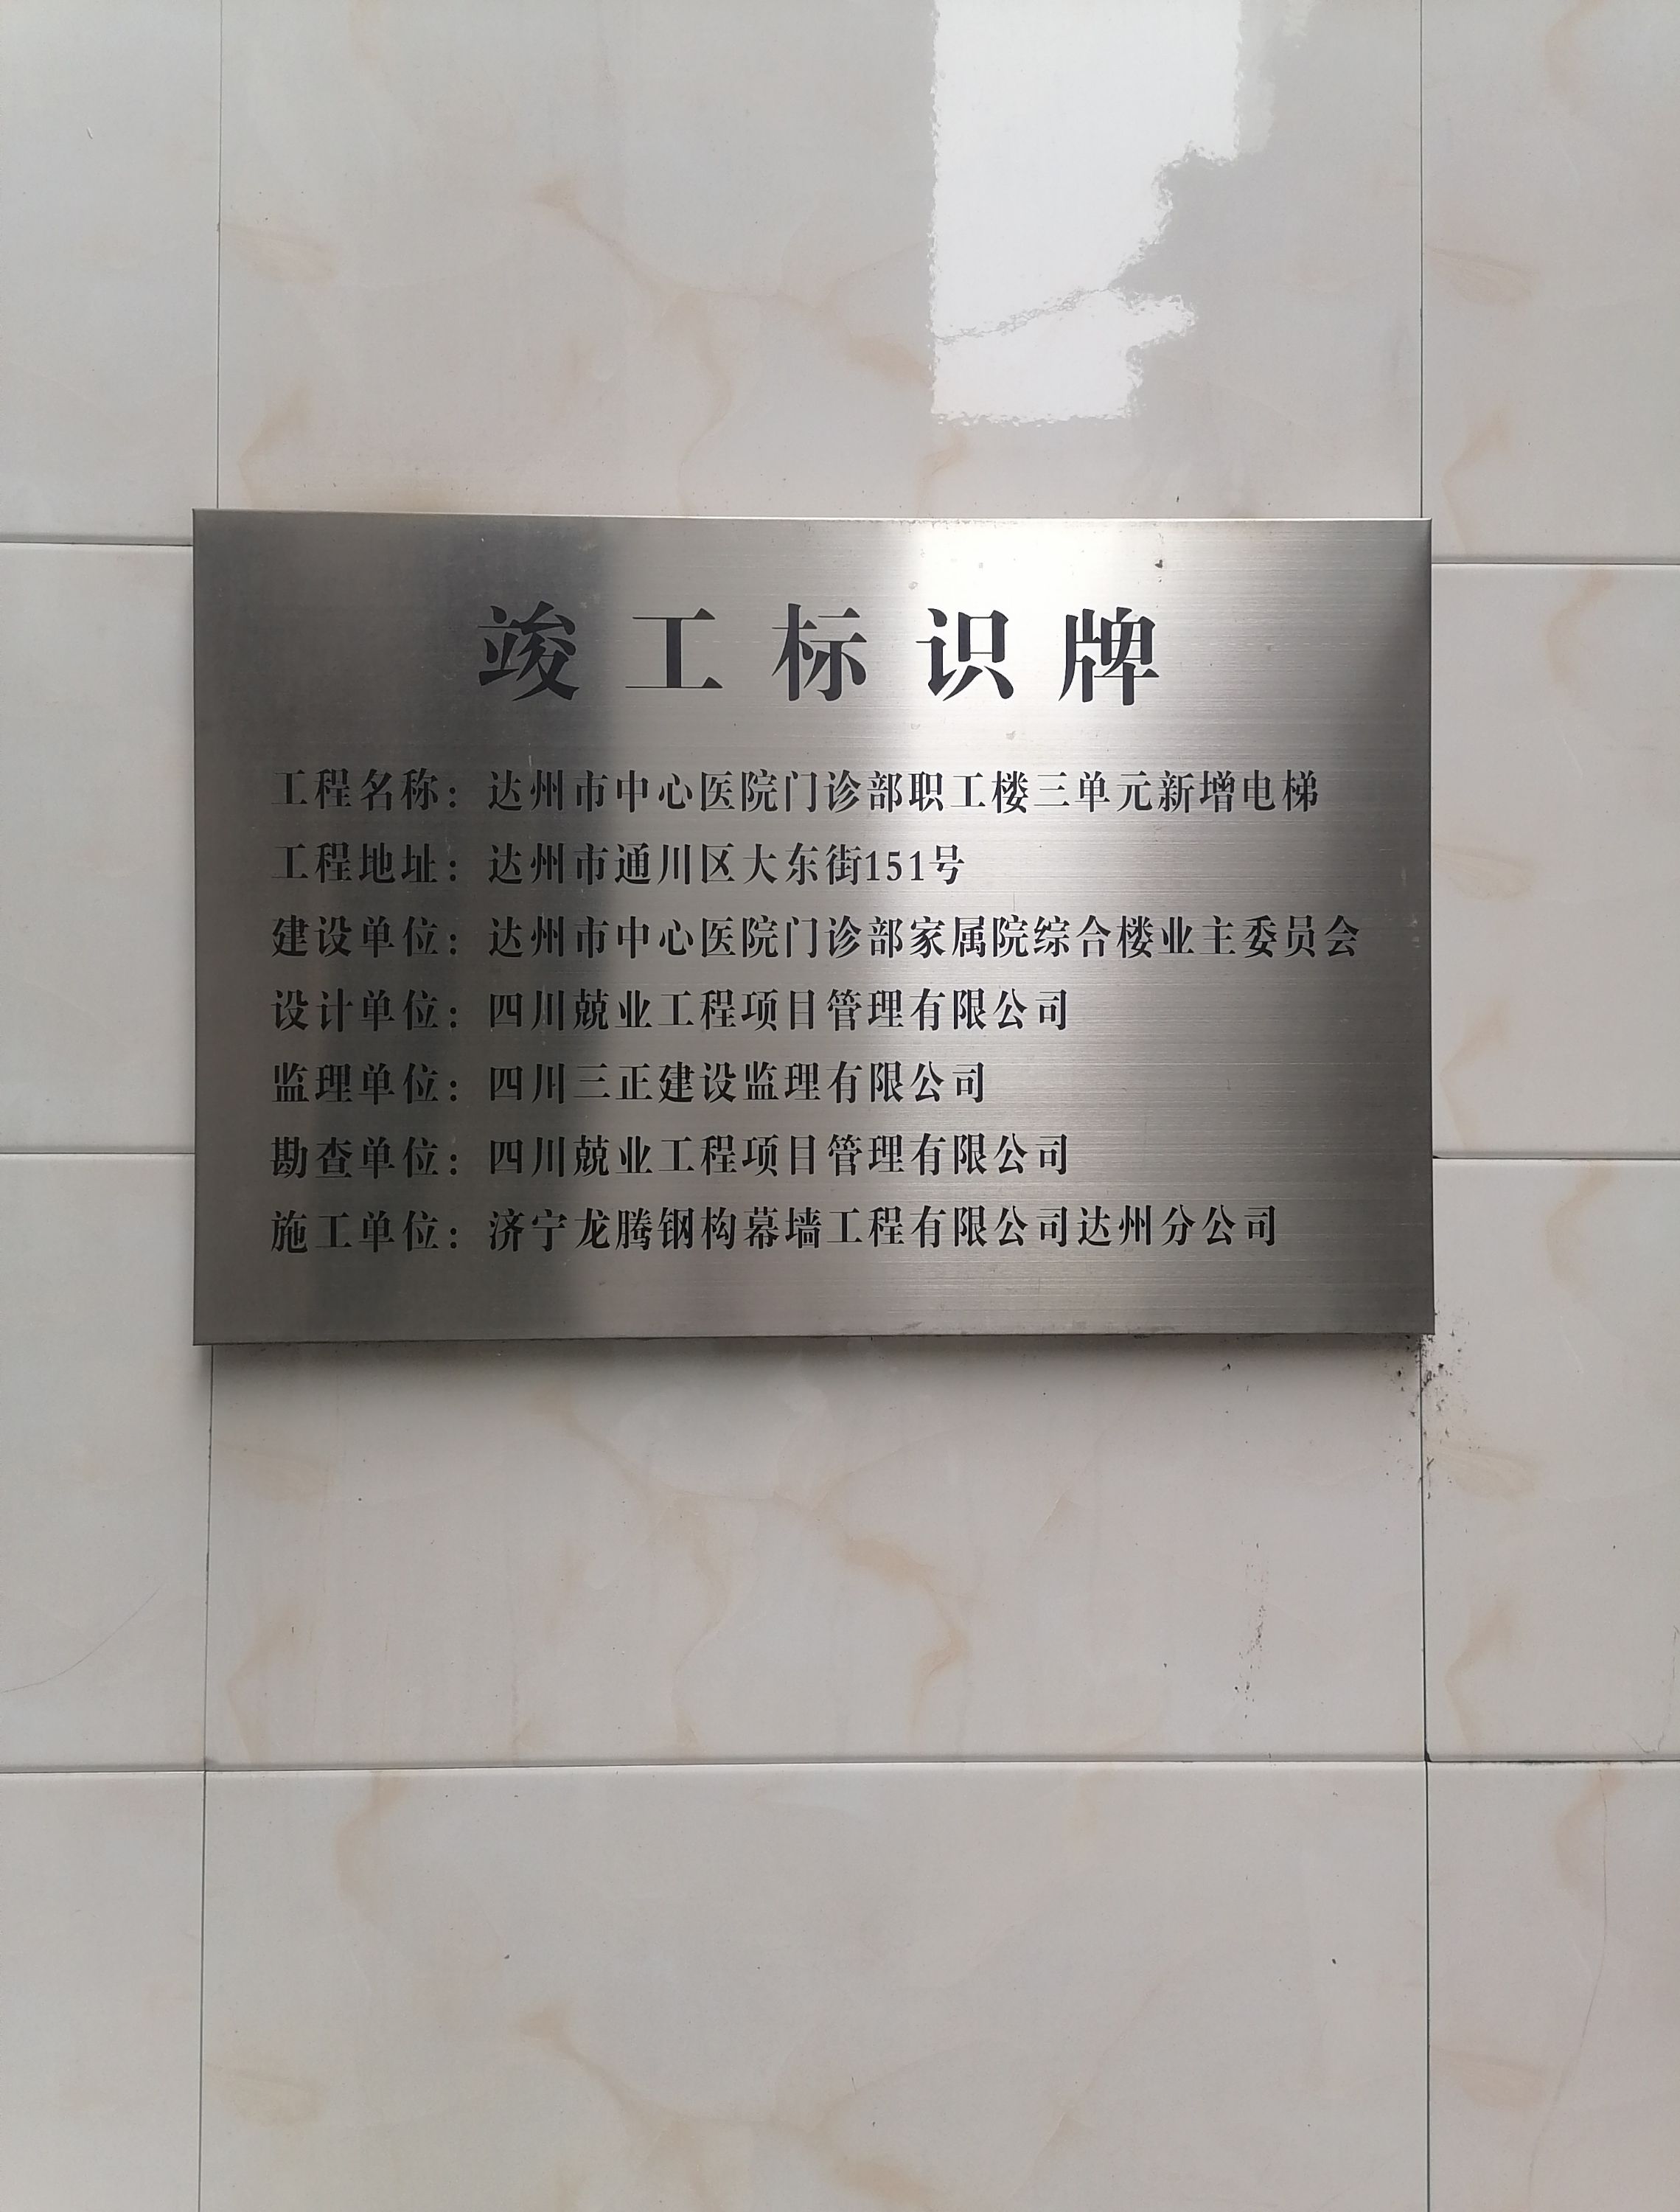 竣工标识牌
工程名称：达州市中心医院门诊部职工楼三单元新增电梯
工程地址：达州市通川区大东街151号
建设单位：达州市中心医院门诊部家属院综合楼业主委员会
设计单位：四川兢业工程项目管理有限公司
监理单位：四川三正建设监理有限公司
勘查单位：四川兢业工程项目管理有限公司
施工单位：济宁龙腾钢构幕墙工程有限公司达州分公司